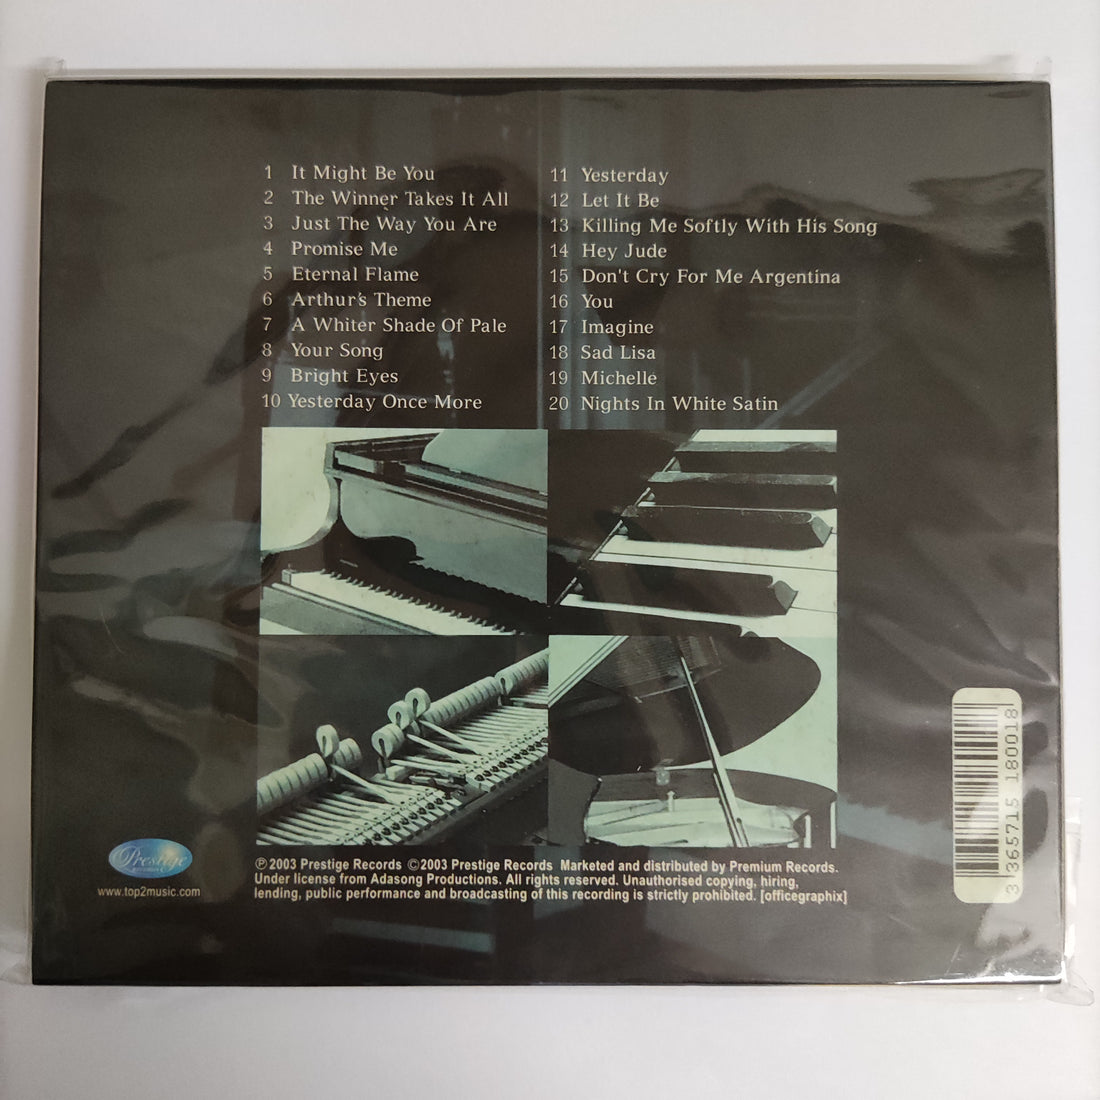 1 It Might Be You
2 The Winner Takes It All
3 Just The Way You Are
4 Promise Me
5 Eternal Flame
6 Arthur's Theme
7 A Whiter Shade Of Pale
8 Your Song
9 Bright Eyes
10 Yesterday Once More
11 Yesterday
12 Let It Be
13 Killing Me Softly With His Song
14 Hey Jude
15 Don't Cry For Me Argentina
16 You
17 Imagine
18 Sad Lisa
19 Michelle
20 Nights In White Satin
3 365715 180018
Prestige
www.top2music.com
℗2003 Prestige Records ©2003 Prestige Records Marketed and distributed by Premium Records.
Under license from Adasong Productions. All rights reserved. Unauthorised copying, hiring,
lending, public performance and broadcasting of this recording is strictly prohibited. [officegraphix]